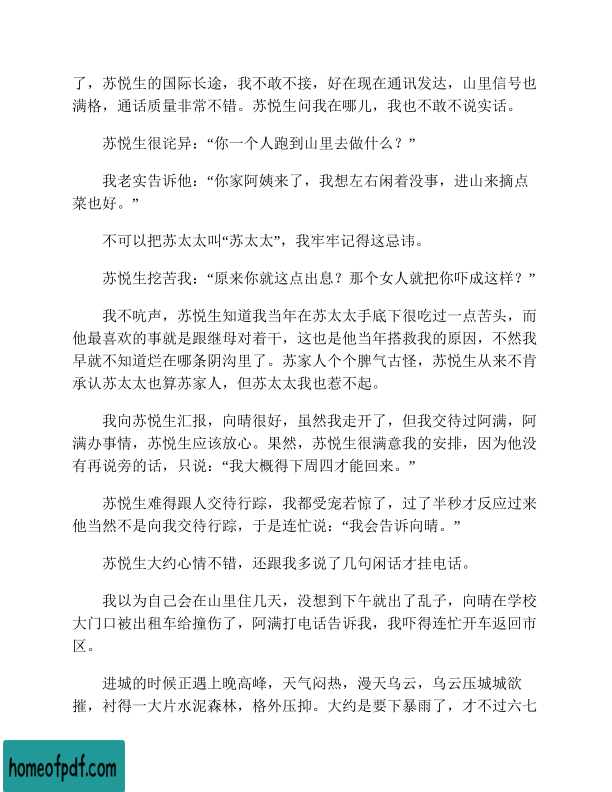 了，苏悦生的国际长途，我不敢不接，好在现在通讯发达，山里信号也
满格，通话质量非常不错。苏悦生问我在哪儿，我也不敢不说实话。
苏悦生很诧异：“你一个人跑到山里去做什么？”
我老实告诉他：“你家阿姨来了，我想左右闲着没事，进山来摘点
菜也好。”
不可以把苏太太叫“苏太太”，我牢牢记得这忌讳。
苏悦生挖苦我：“原来你就这点出息？那个女人就把你吓成这样？”
我不吭声，苏悦生知道我当年在苏太太手底下很吃过一点苦头，而
他最喜欢的事就是跟继母对着干，这也是他当年搭救我的原因，不然我
早就不知道烂在哪条阴沟里了。苏家人个个脾气古怪，苏悦生从来不肯
承认苏太太也算苏家人，但苏太太我也惹不起。
我向苏悦生汇报，向晴很好，虽然我走开了，但我交待过阿满，阿
满办事情，苏悦生应该放心。果然，苏悦生很满意我的安排，因为他没
有再说旁的话，只说：“我大概得下周四才能回来。”
苏悦生难得跟人交待行踪，我都受宠若惊了，过了半秒才反应过来
他当然不是向我交待行踪，于是连忙说：“我会告诉向晴。”
苏悦生大约心情不错，还跟我多说了几句闲话才挂电话。
我以为自己会在山里住几天，没想到下午就出了乱子，向晴在学校
大门口被出租车给撞伤了，阿满打电话告诉我，我吓得连忙开车返回市
区。
进城的时候正遇上晚高峰，天气闷热，漫天乌云，乌云压城城欲
摧，衬得一大片水泥森林，格外压抑。大约是要下暴雨了，才不过六七
homeofpdf.com